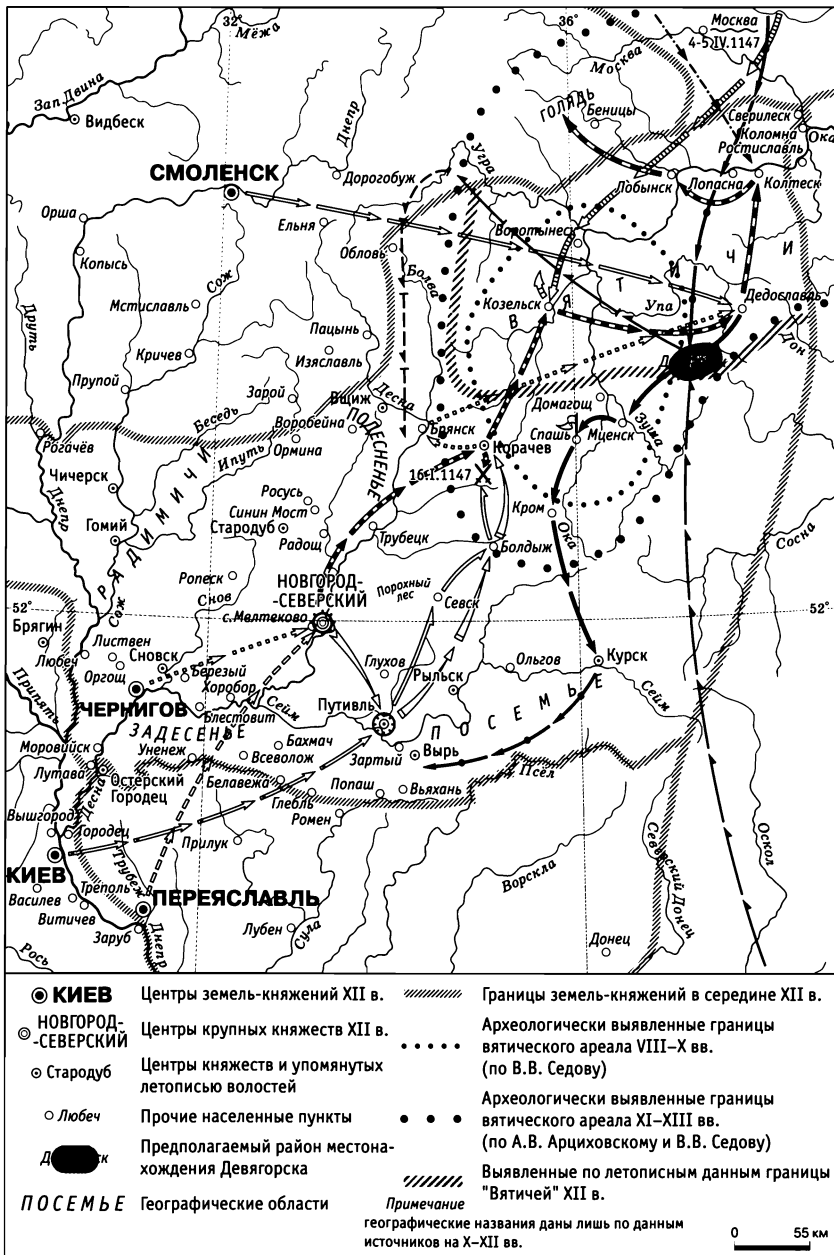 32°
36°
Мёжа
Москва
4-5.IV.1147
Зап.Двина
Москва
Видбеск
Днепр
ГОЛЯДЬ
Беницы
Сверилеск
Коломна
Ростиславль
Ока
Угра
СМОЛЕНСК
Дорогобуж
Лобынск
Лопасна
Колтеск
Орша
Ельня
Воротынеск
Обловь
Копысь
Сож
Болва
В Я Т И Ч И
Мстиславль
Козельск
Упа
Дедославль
Друть
Пацынь
Дон
Кричев
Изяславль
Д
Прупой
Зарой
Вщиж
Деска
Домагощ
Зуша
Беседь
Воробейна
ПОДЕСНЕНЬЕ
Брянск
Спашь
Мценск
Рогачёв
Ипуть
Ормина
Корачев
16.I.1147
Чичерск
Днепр
РАДИМИЧИ
Росусь
Синин Мост
Кром
Стародуб
Гомий
Радощ
Трубецк
Ока
Болдыж
Сосна
Ропеск
НОВГОРОД-
-СЕВЕРСКИЙ
Порохный
лес
Снов
52°
52°
с.Мелтеково
Севск
Брягин
Сож
Листвен
Сновск
Любеч
Оргощ
Березый
Глухов
Ольгов
Курск
Хоробор
Рыльск
Припять
Сейм
Сейм
ЧЕРНИГОВ
Блестовит
Путивль
ПОСЕМЬЕ
ЗАДЕСЕНЬЕ
Моровийск
Уненеж
Бахмач
Зартый
Вырь
Всеволож
Лутава
Псёл
Остерский
Городец
Белавежа
Попаш
Вьяхань
Десна
Глебль
Вышгород
Ромен
Городец
Прилук
Северский Донец
Оскол
КИЕВ
Трубеж
Ворскла
Треполь
ПЕРЕЯСЛАВЛЬ
Василев
Витичев
Лубен
Сула
Заруб
Днепр
Донец
Рось
КИЕВ Центры земель-княжений XII в.
НОВГОРОД-
-СЕВЕРСКИЙ
Центры крупных княжеств XII в.
Стародуб Центры княжеств и упомянутых
летописью волостей
Любеч Прочие населенные пункты
Д ск Предполагаемый район местона-
хождения Девягорска
ПОСЕМЬЕ Географические области
Границы земель-княжений в середине XII в.
Археологически выявленные границы
вятического ареала VIII–X вв.
(по В.В. Седову)
Археологически выявленные границы
вятического ареала XI–XIII вв.
(по А.В. Арциховскому и В.В. Седову)
Выявленные по летописным данным границы
"Вятичей" XII в.
Примечание
географические названия даны лишь по данным
источников на X–XII вв.
0 55 км